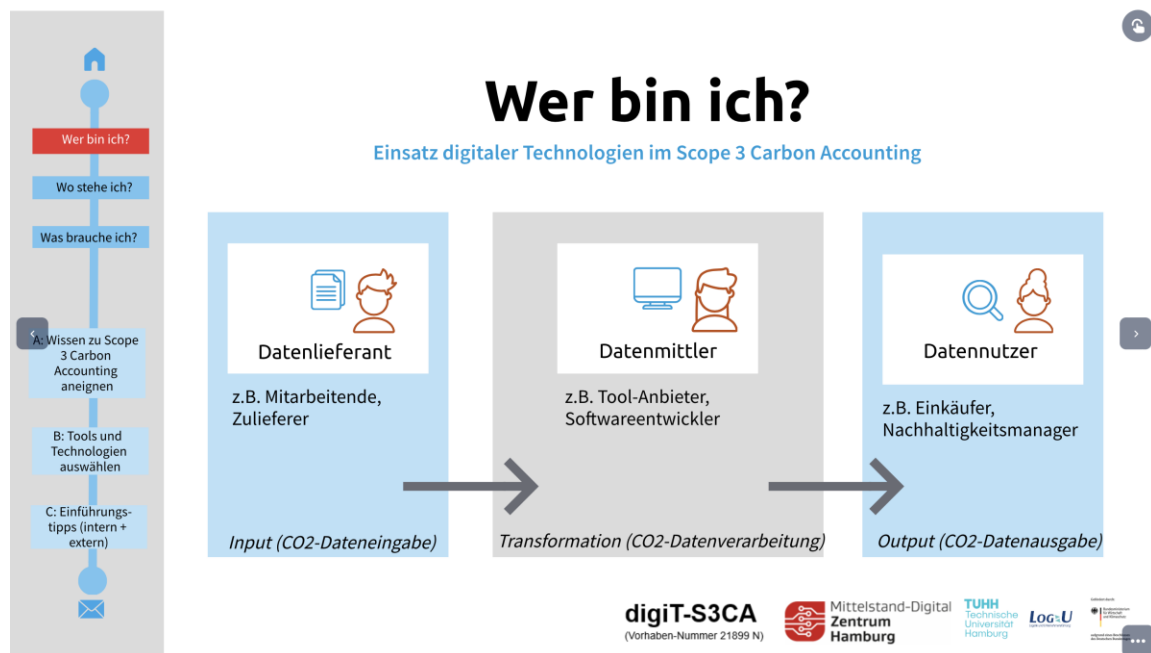 Wer bin ich?
Wo stehe ich?
Was brauche ich?
A: Wissen zu Scope
3 Carbon
Accounting
aneignen
B: Tools und
Technologien
auswählen
C: Einführungs-
tipps (intern +
extern)
Wer bin ich?
Einsatz digitaler Technologien im Scope 3 Carbon Accounting
Datenlieferant
z.B. Mitarbeitende,
Zulieferer
Input (CO2-Dateneingabe)
Datenmittler
z.B. Tool-Anbieter,
Softwareentwickler
Transformation (CO2-Datenverarbeitung)
Datennutzer
z.B. Einkäufer,
Nachhaltigkeitsmanager
Output (CO2-Datenausgabe)
digiT-S3CA
(Vorhaben-Nummer 21899 N)
Mittelstand-Digital
Zentrum
Hamburg
TUHH
Technische
Universität
Hamburg
LOGU